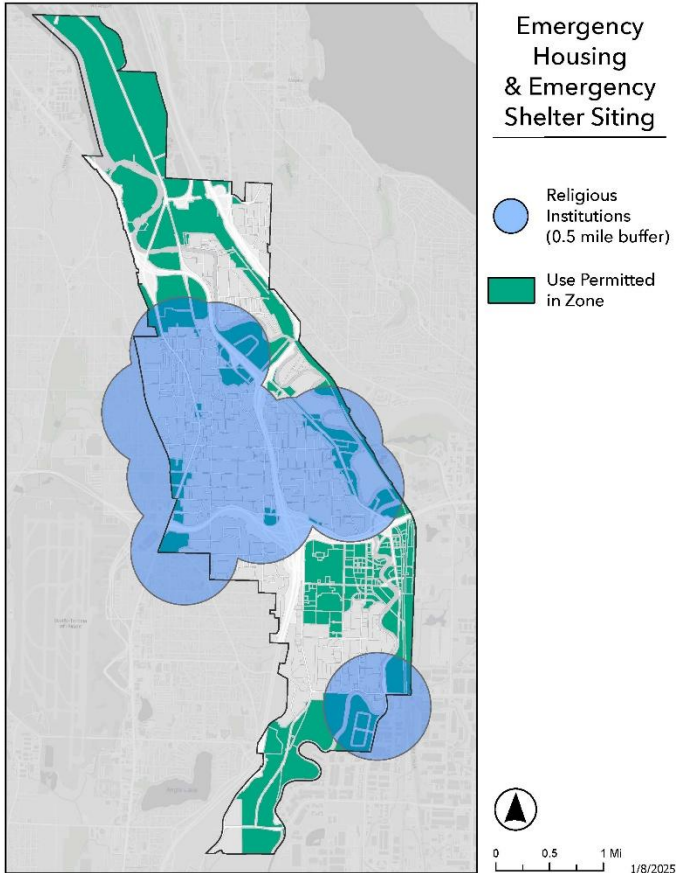 Emergency
Housing
& Emergency
Shelter Siting
Religious
Institutions
(0.5 mile buffer)
Use Permitted
in Zone
0 0.5 1 Mi
1/8/2025